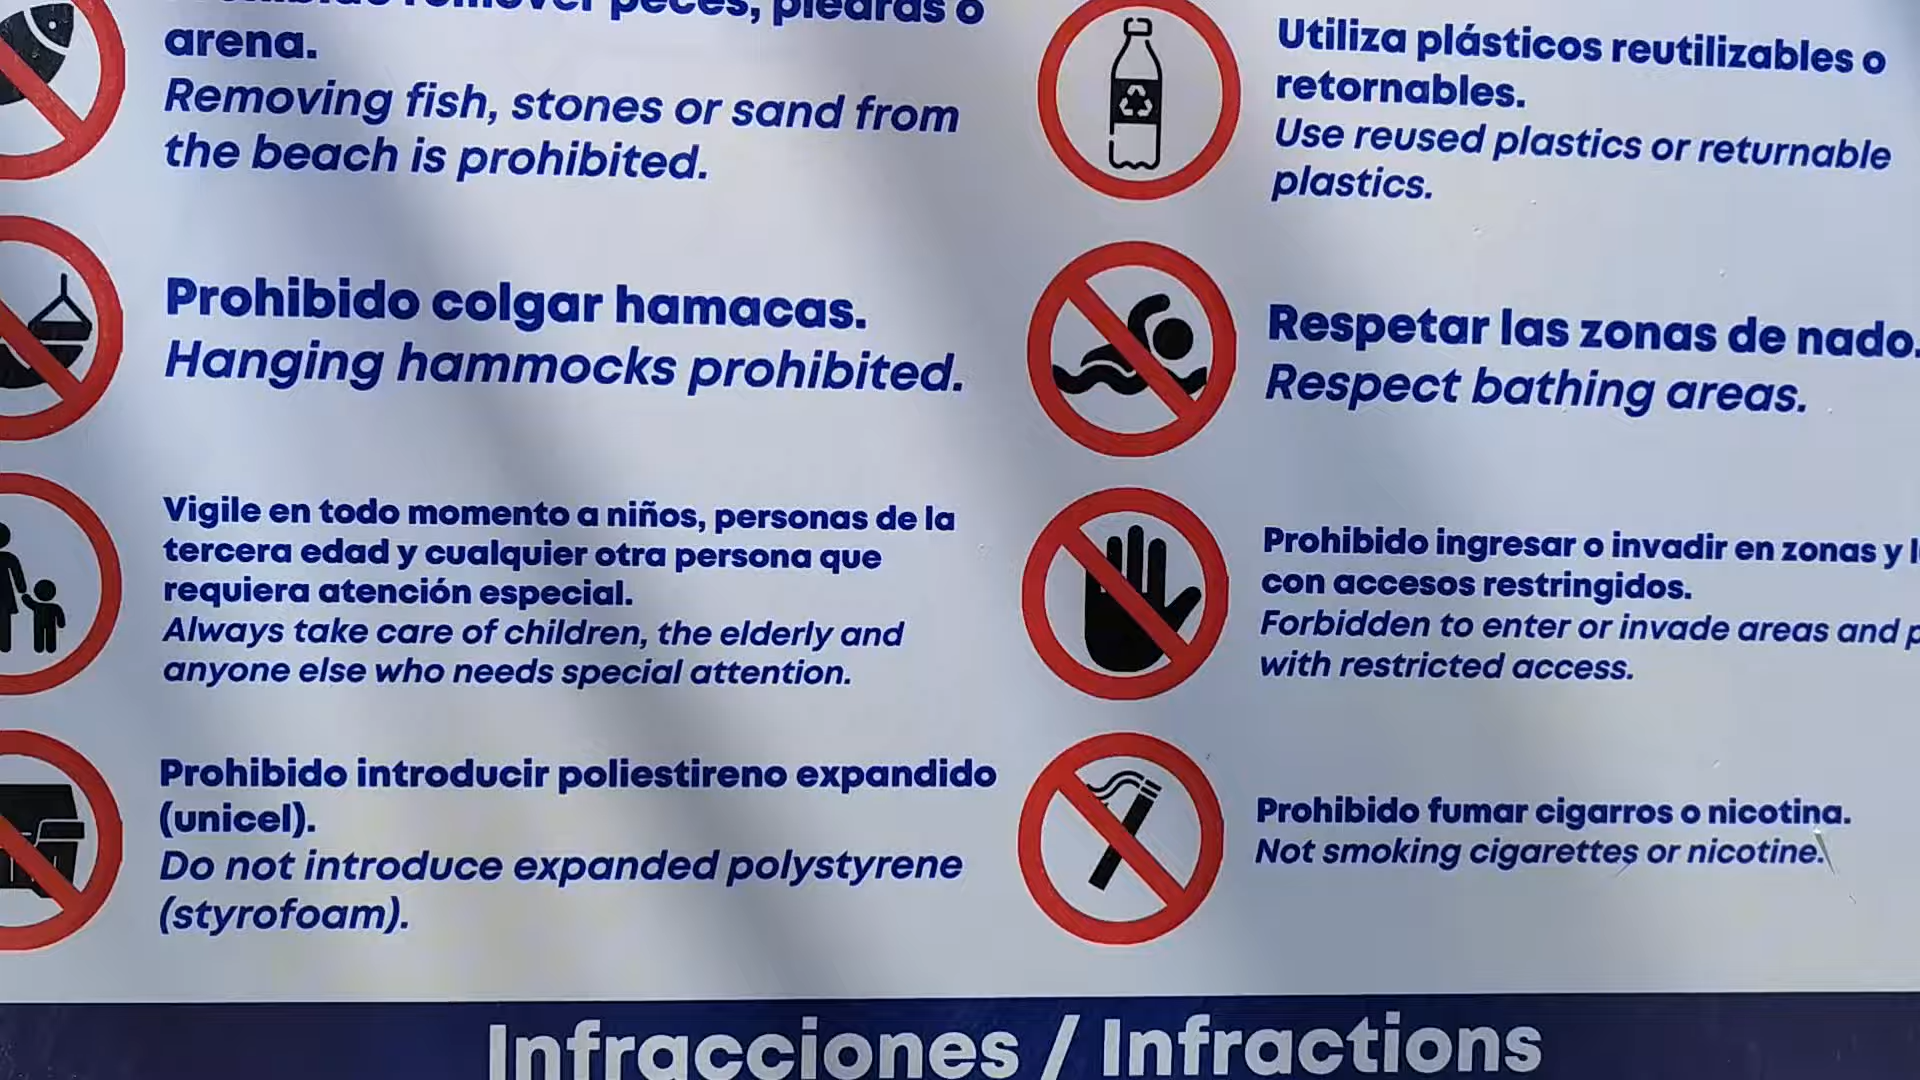 remover peces, piedras o
arena.
Removing fish, stones or sand from
the beach is prohibited.
Prohibido colgar hamacas.
Hanging hammocks prohibited.
Vigile en todo momento a niños, personas de la
tercera edad y cualquier otra persona que
requiera atención especial.
Always take care of children, the elderly and
anyone else who needs special attention.
Prohibido introducir poliestireno expandido
(unicel).
Do not introduce expanded polystyrene
(styrofoam).
Utiliza plásticos reutilizables o
retornables.
Use reused plastics or returnable
plastics.
Respetar las zonas de nado.
Respect bathing areas.
Prohibido ingresar o invadir en zonas y
con accesos restringidos.
Forbidden to enter or invade areas and
with restricted access.
Prohibido fumar cigarros o nicotina.
Not smoking cigarettes or nicotine.
Infracciones / Infractions